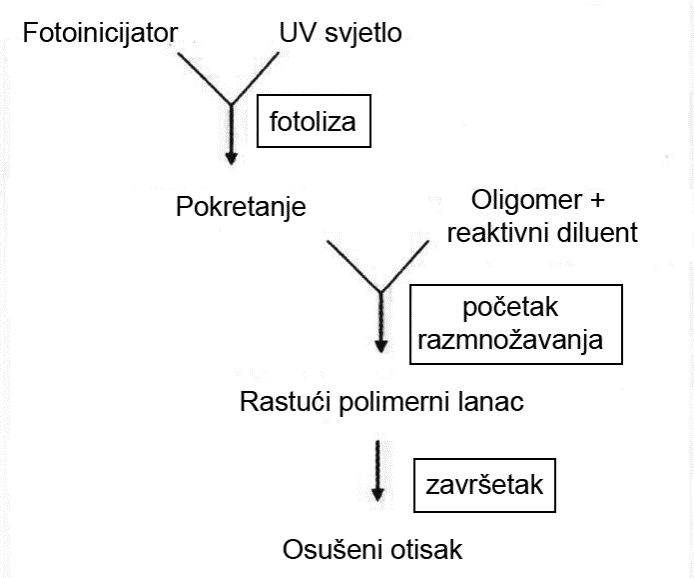 Fotoinicijator
UV svjetlo
fotoliza
Pokretanje
Oligomer +
reaktivni diluent
početak
razmnožavanja
Rastući polimerni lanac
završetak
Osušeni otisak